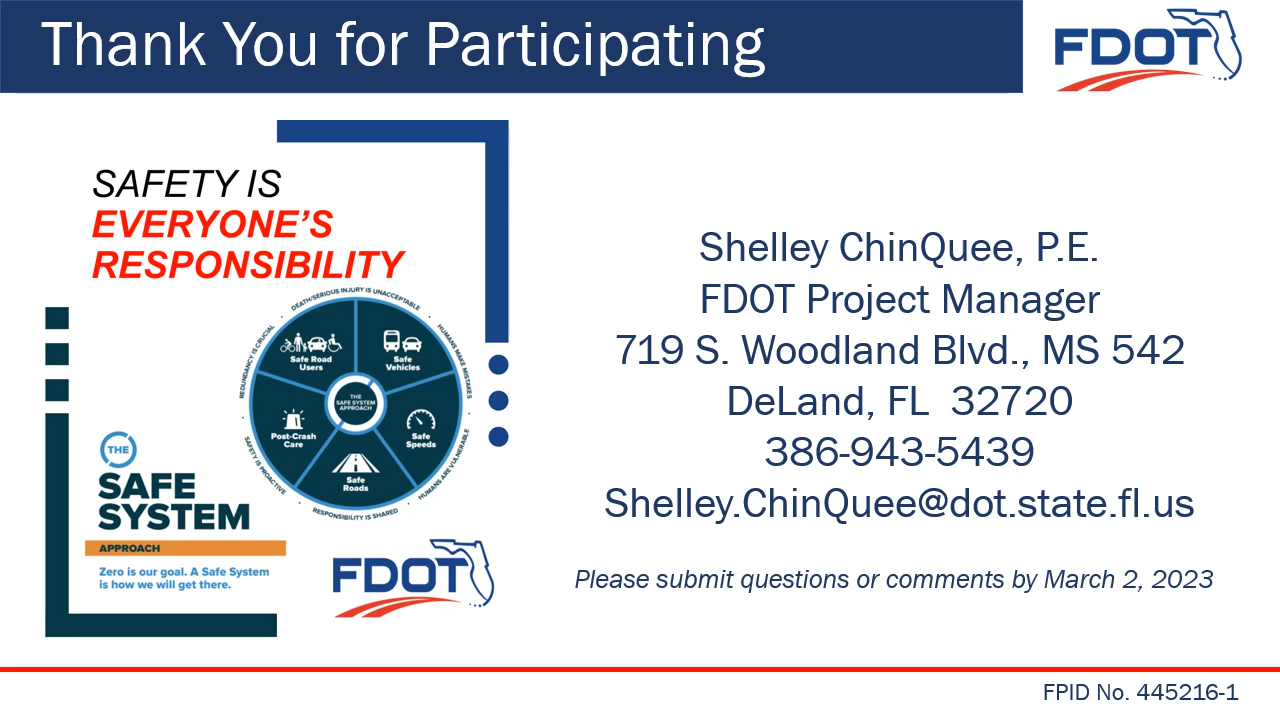 Thank You for Participating
FDOT
SAFETY IS
EVERYONE'S
RESPONSIBILITY
DEATH/SERIOUS INJURY IS UNACCEPTABLE
HUMANS MAKE MISTAKES
HUMANS ARE VULNERABLE
RESPONSIBILITY IS SHARED
SAFETY IS PROACTIVE
REDUNDANCY IS CRUCIAL
Safe Road
Users
Safe
Vehicles
THE
SAFE SYSTEM
APPROACH
Post-Crash
Care
Safe
Speeds
Safe
Roads
THE
SAFE
SYSTEM
APPROACH
Zero is our goal. A Safe System
is how we will get there.
FDOT
Shelley ChinQuee, P.E.
FDOT Project Manager
719 S. Woodland Blvd., MS 542
DeLand, FL  32720
386-943-5439
Shelley.ChinQuee@dot.state.fl.us
Please submit questions or comments by March 2, 2023
FPID No. 445216-1